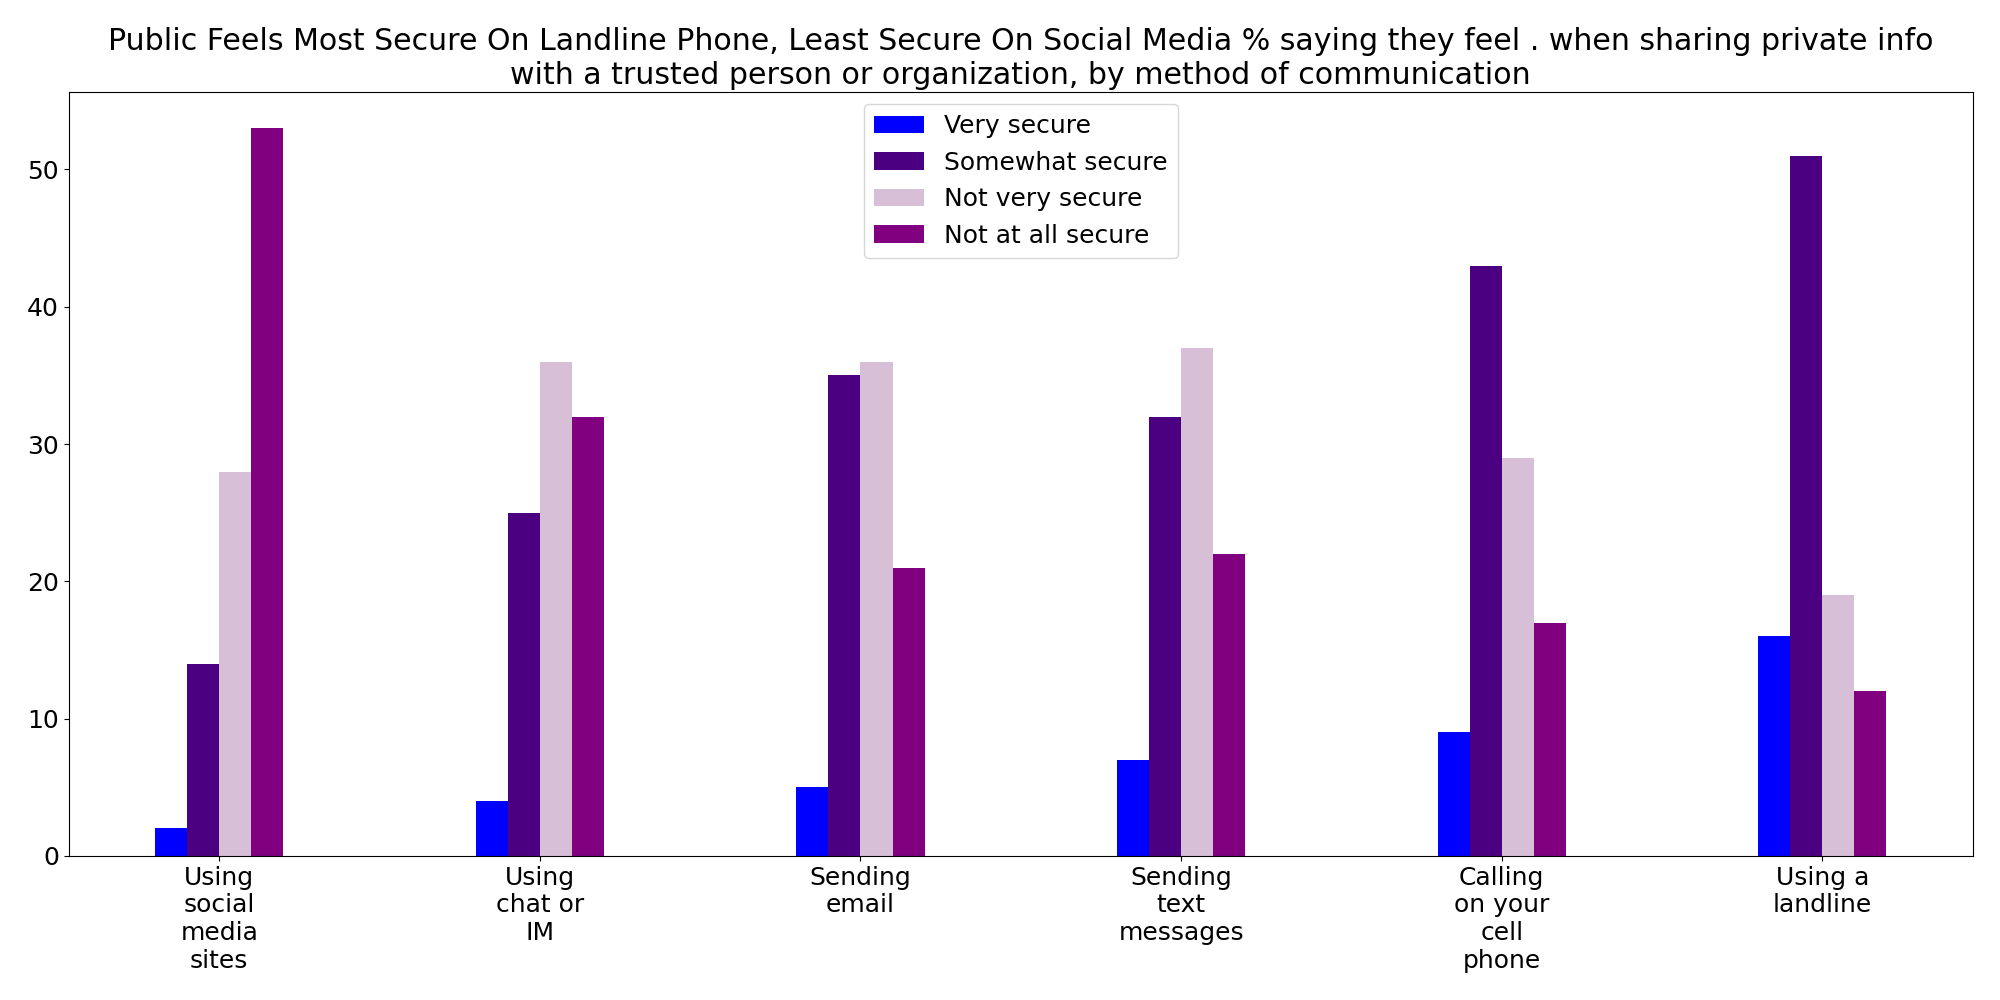 Public Feels Most Secure On Landline Phone, Least Secure On Social Media % saying they feel . when sharing private info
with a trusted person or organization, by method of communication
Very secure
Somewhat secure
Not very secure
Not at all secure
50
40
30
20
10
0
Using
social
media
sites
Using
chat or
IM
Sending
email
Sending
text
messages
Calling
on your
cell
phone
Using a
landline